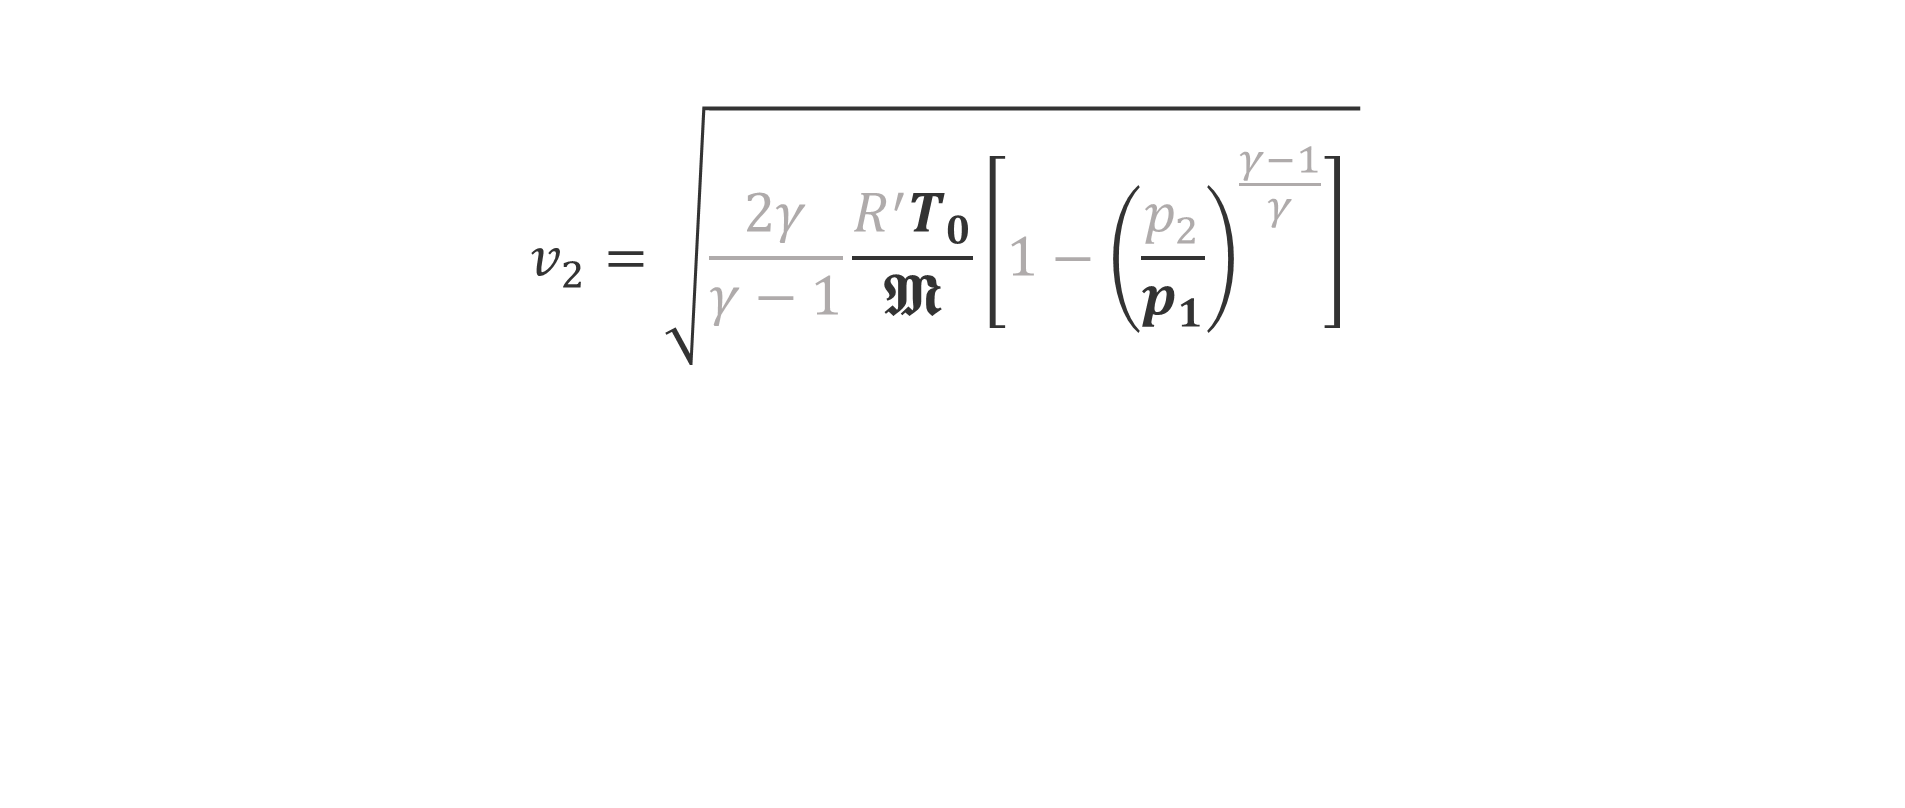 v₂ = √( 2γ/(γ − 1) R′T₀/𝔐 [ 1 − (p₂/p₁)^((γ−1)/γ) ] )